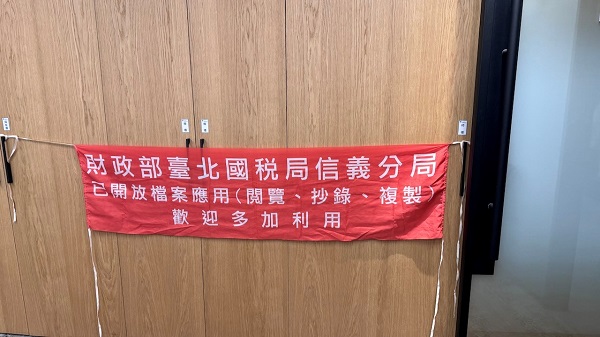 財政部臺北國稅局信義分局
已開放檔案應用(閱覽、抄錄、複製)
歡迎多加利用